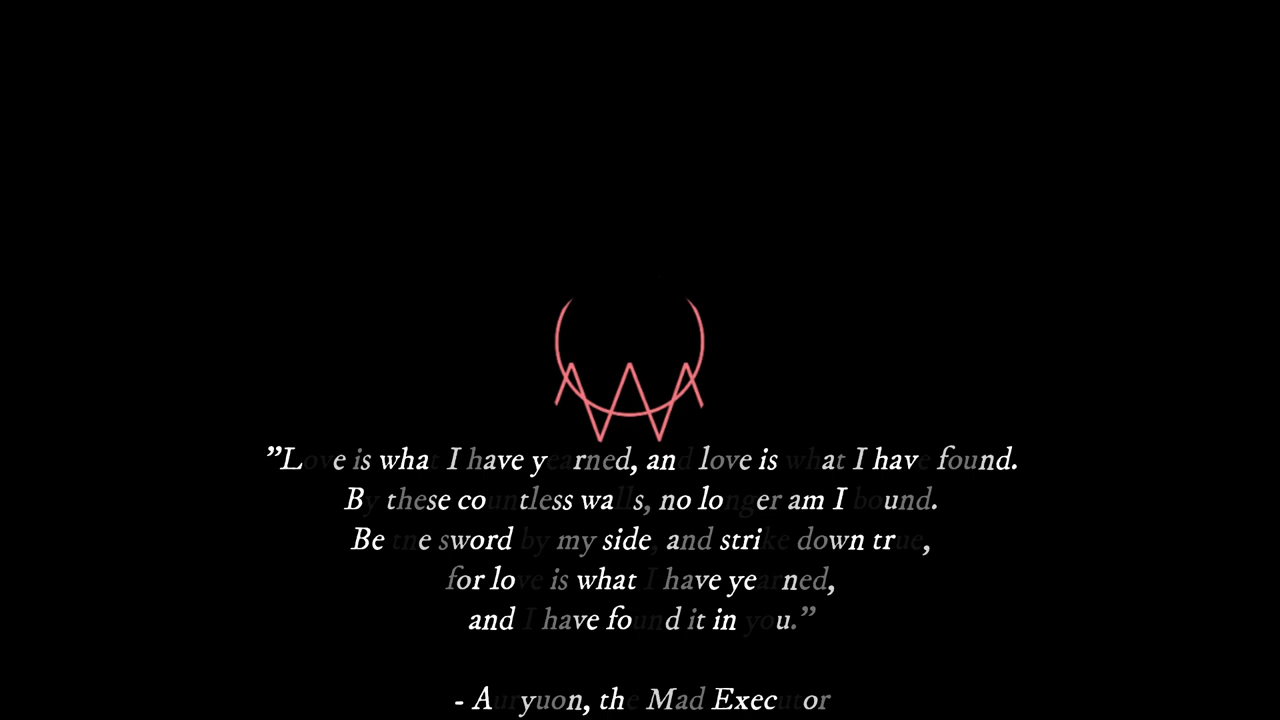 ”Love is what I have yearned, and love is what I have found.
By these countless walls, no longer am I bound.
Be the sword by my side, and strike down true,
for love is what I have yearned,
and I have found it in you.”
- Auryuon, the Mad Executor